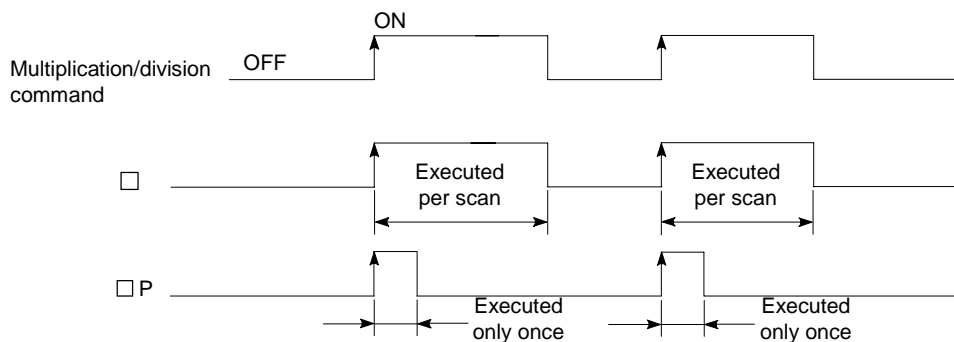 ON
OFF
Multiplication/division
command
Executed
per scan
Executed
per scan
□
□ P
Executed
only once
Executed
only once